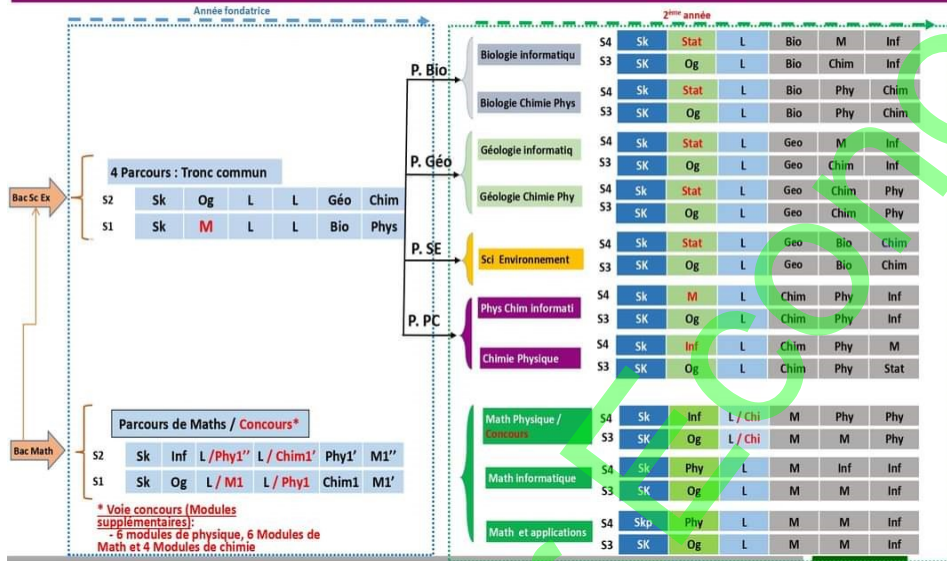 Année fondatrice
2ème année
Bac Sc Ex
4 Parcours : Tronc commun
S2 Sk Og L L Géo Chim
S1 Sk M L L Bio Phys
P. Bio
P. Géo
P. SE
P. PC
Biologie informatiqu
S4 Sk Stat L Bio M Inf
S3 SK Og L Bio Chim Inf
Biologie Chimie Phys
S4 Sk Stat L Bio Phy Chim
S3 SK Og L Bio Phy Chim
Géologie informatiq
S4 Sk Stat L Geo M Inf
S3 SK Og L Geo Chim Inf
Géologie Chimie Phy
S4 Sk Stat L Geo Chim Phy
S3 SK Og L Geo Chim Phy
Sci Environnement
S4 Sk Stat L Geo Bio Chim
S3 SK Og L Geo Bio Chim
Phys Chim informati
S4 Sk M L Chim Phy Inf
S3 SK Og L Chim Phy Inf
Chimie Physique
S4 Sk Inf L Chim Phy M
S3 SK Og L Chim Phy Stat
Bac Math
Parcours de Maths / Concours*
S2 Sk Inf L /Phy1'' L / Chim1' Phy1' M1''
S1 Sk Og L / M1 L / Phy1 Chim1 M1'
* Voie concours (Modules
supplémentaires):
- 6 modules de physique, 6 Modules de
Math et 4 Modules de chimie
Math Physique /
Concours
S4 Sk Inf L / Chi M Phy Phy
S3 SK Og L / Chi M M Phy
Math informatique
S4 Sk Phy L M Inf Inf
S3 SK Og L M M Inf
Math et applications
S4 Skp Phy L M M Inf
S3 SK Og L M M Inf
Econo